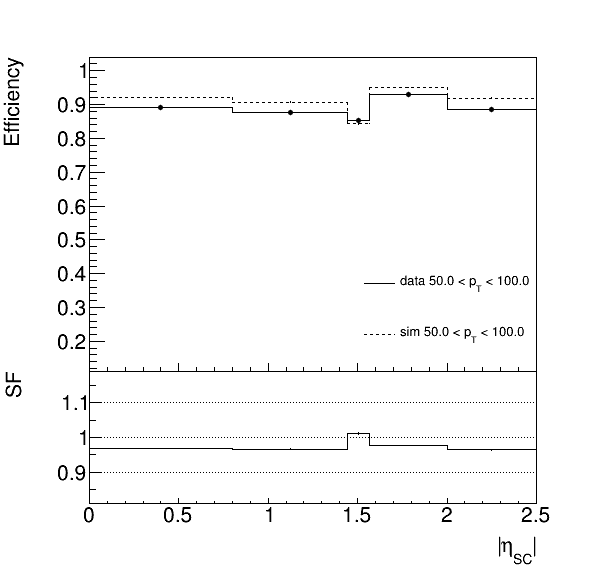 Efficiency
1
0.9
0.8
0.7
0.6
0.5
0.4
0.3
0.2
data 50.0 < p_T < 100.0
sim 50.0 < p_T < 100.0
SF
1.1
1
0.9
0 0.5 1 1.5 2 2.5
|η_SC|